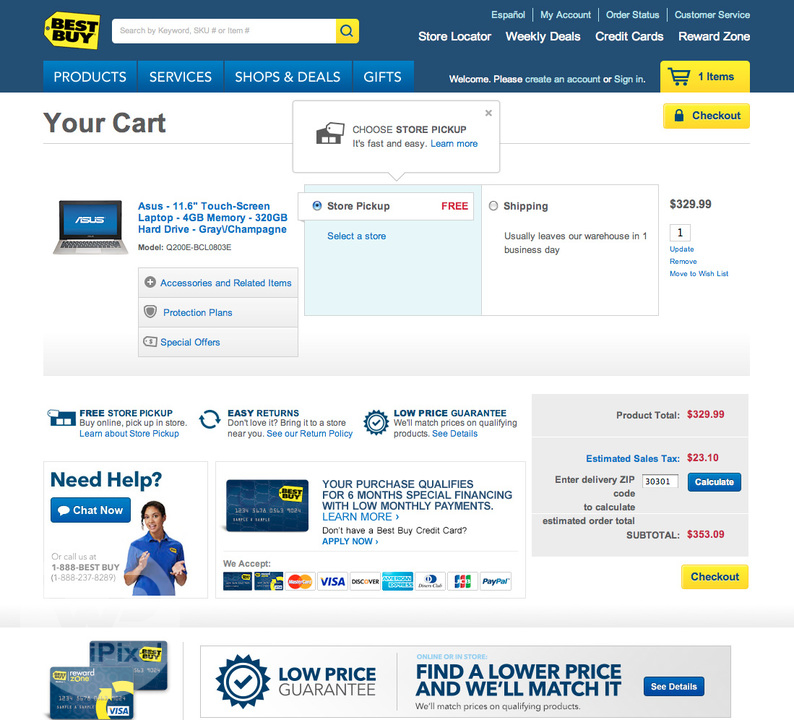 BEST BUY
Search by Keyword, SKU # or Item #
Español
My Account
Order Status
Customer Service
Store Locator
Weekly Deals
Credit Cards
Reward Zone
PRODUCTS
SERVICES
SHOPS & DEALS
GIFTS
Welcome. Please create an account or Sign in.
1 Items
Your Cart
Checkout
CHOOSE STORE PICKUP
It's fast and easy. Learn more
ASUS
Asus - 11.6" Touch-Screen
Laptop - 4GB Memory - 320GB
Hard Drive - Gray\/Champagne
Model: Q200E-BCL0803E
Accessories and Related Items
Protection Plans
Special Offers
Store Pickup
FREE
Select a store
Shipping
Usually leaves our warehouse in 1
business day
$329.99
1
Update
Remove
Move to Wish List
FREE STORE PICKUP
Buy online, pick up in store.
Learn about Store Pickup
EASY RETURNS
Don't love it? Bring it to a store
near you. See our Return Policy
LOW PRICE GUARANTEE
We'll match prices on qualifying
products. See Details
Product Total: $329.99
Estimated Sales Tax: $23.10
Enter delivery ZIP
code
to calculate
estimated order total
30301
Calculate
SUBTOTAL: $353.09
Checkout
Need Help?
Chat Now
Or call us at
1-888-BEST BUY
(1-888-237-8289)
BEST BUY
SAMPLE A SAMPLE
YOUR PURCHASE QUALIFIES
FOR 6 MONTHS SPECIAL FINANCING
WITH LOW MONTHLY PAYMENTS.
LEARN MORE ›
Don't have a Best Buy Credit Card?
APPLY NOW ›
We Accept:
MasterCard
VISA
DISCOVER
AMERICAN EXPRESS
Diners Club
JCB
PayPal
iPixel
BEST BUY
reward zone
VISA
LOW PRICE
GUARANTEE
ONLINE OR IN STORE:
FIND A LOWER PRICE
AND WE'LL MATCH IT
We'll match prices on qualifying products.
See Details